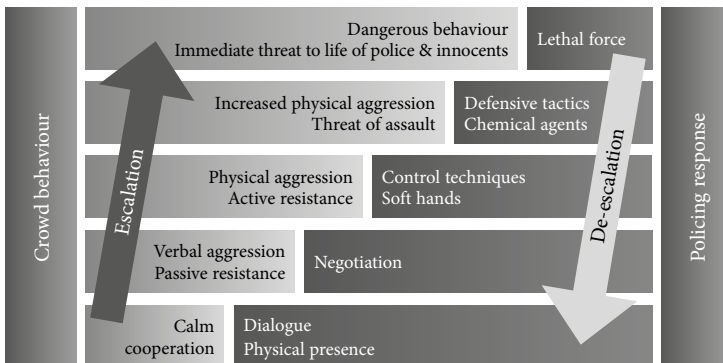 Crowd behaviour
Escalation
Dangerous behaviour
Immediate threat to life of police & innocents
Lethal force
Increased physical aggression
Threat of assault
Defensive tactics
Chemical agents
Physical aggression
Active resistance
Control techniques
Soft hands
Verbal aggression
Passive resistance
Negotiation
Calm
cooperation
Dialogue
Physical presence
De-escalation
Policing response